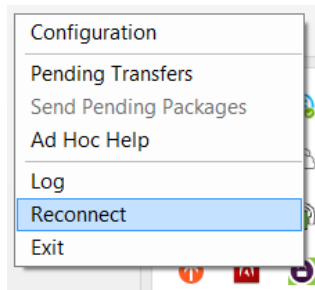 Configuration
Pending Transfers
Send Pending Packages
Ad Hoc Help
Log
Reconnect
Exit